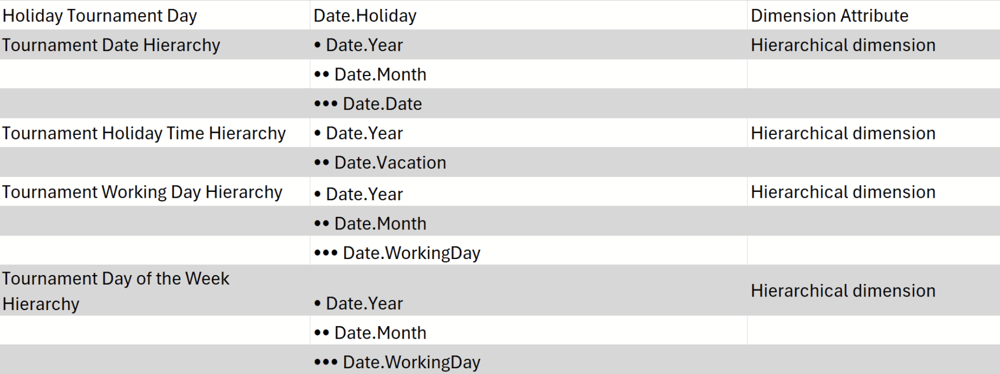 Holiday Tournament Day Date.Holiday Dimension Attribute
Tournament Date Hierarchy • Date.Year Hierarchical dimension
•• Date.Month
••• Date.Date
Tournament Holiday Time Hierarchy • Date.Year Hierarchical dimension
•• Date.Vacation
Tournament Working Day Hierarchy • Date.Year Hierarchical dimension
•• Date.Month
••• Date.WorkingDay
Tournament Day of the Week
Hierarchy • Date.Year Hierarchical dimension
•• Date.Month
••• Date.WorkingDay